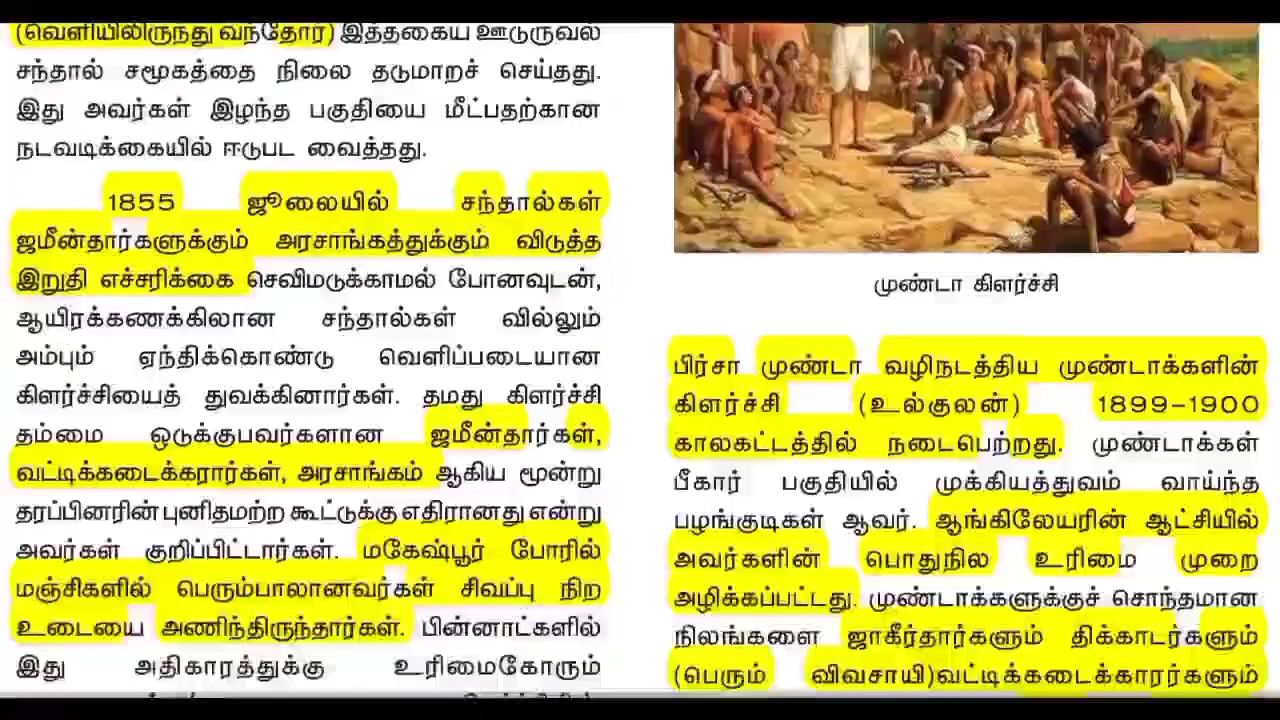 (வெளியிலிருந்து வந்தோர்) இத்தகைய ஊடுருவல்
சந்தால் சமூகத்தை நிலை தடுமாறச் செய்தது.
இது அவர்கள் இழந்த பகுதியை மீட்பதற்கான
நடவடிக்கையில் ஈடுபட வைத்தது.
1855 ஜூலையில் சந்தால்கள்
ஜமீன்தார்களுக்கும் அரசாங்கத்துக்கும் விடுத்த
இறுதி எச்சரிக்கை செவிமடுக்காமல் போனவுடன்,
ஆயிரக்கணக்கிலான சந்தால்கள் வில்லும்
அம்பும் ஏந்திக்கொண்டு வெளிப்படையான
கிளர்ச்சியைத் துவக்கினார்கள். தமது கிளர்ச்சி
தம்மை ஒடுக்குபவர்களான ஜமீன்தார்கள்,
வட்டிக்கடைக்கரார்கள், அரசாங்கம் ஆகிய மூன்று
தரப்பினரின் புனிதமற்ற கூட்டுக்கு எதிரானது என்று
அவர்கள் குறிப்பிட்டார்கள். மகேஷ்பூர் போரில்
மஞ்சிகளில் பெரும்பாலானவர்கள் சிவப்பு நிற
உடையை அணிந்திருந்தார்கள். பின்னாட்களில்
இது அதிகாரத்துக்கு உரிமைகோரும்
முண்டா கிளர்ச்சி
பிர்சா முண்டா வழிநடத்திய முண்டாக்களின்
கிளர்ச்சி (உல்குலன்) 1899–1900
காலகட்டத்தில் நடைபெற்றது. முண்டாக்கள்
பீகார் பகுதியில் முக்கியத்துவம் வாய்ந்த
பழங்குடிகள் ஆவர். ஆங்கிலேயரின் ஆட்சியில்
அவர்களின் பொதுநில உரிமை முறை
அழிக்கப்பட்டது. முண்டாக்களுக்குச் சொந்தமான
நிலங்களை ஜாகீர்தார்களும் திக்காடர்களும்
(பெரும் விவசாயி)வட்டிக்கடைக்காரர்களும்